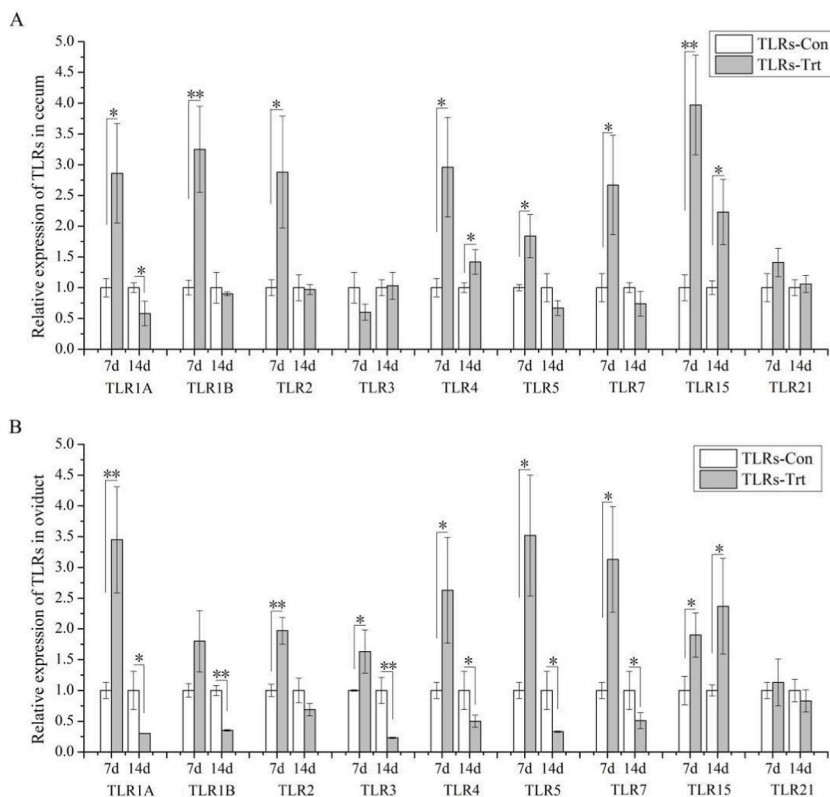 A
TLRs-Con
TLRs-Trt
Relative expression of TLRs in cecum
5.0
4.5
4.0
3.5
3.0
2.5
2.0
1.5
1.0
0.5
0.0
* * ** * * * * * ** *
7d 14d 7d 14d 7d 14d 7d 14d 7d 14d 7d 14d 7d 14d 7d 14d 7d 14d
TLR1A TLR1B TLR2 TLR3 TLR4 TLR5 TLR7 TLR15 TLR21
B
TLRs-Con
TLRs-Trt
Relative expression of TLRs in oviduct
5.0
4.5
4.0
3.5
3.0
2.5
2.0
1.5
1.0
0.5
0.0
** * ** ** * ** * * * * * * * *
7d 14d 7d 14d 7d 14d 7d 14d 7d 14d 7d 14d 7d 14d 7d 14d 7d 14d
TLR1A TLR1B TLR2 TLR3 TLR4 TLR5 TLR7 TLR15 TLR21